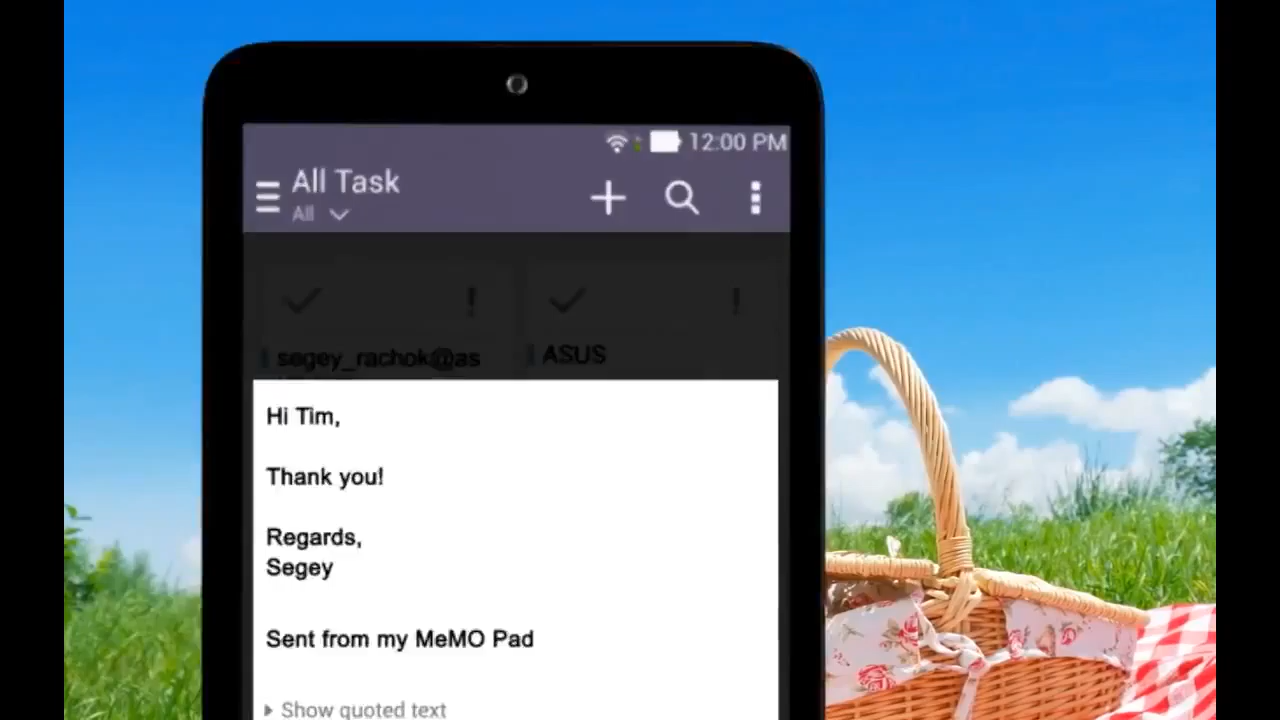 12:00 PM
All Task
All
segey_rachok@as
ASUS
Hi Tim,
Thank you!
Regards,
Segey
Sent from my MeMO Pad
Show quoted text